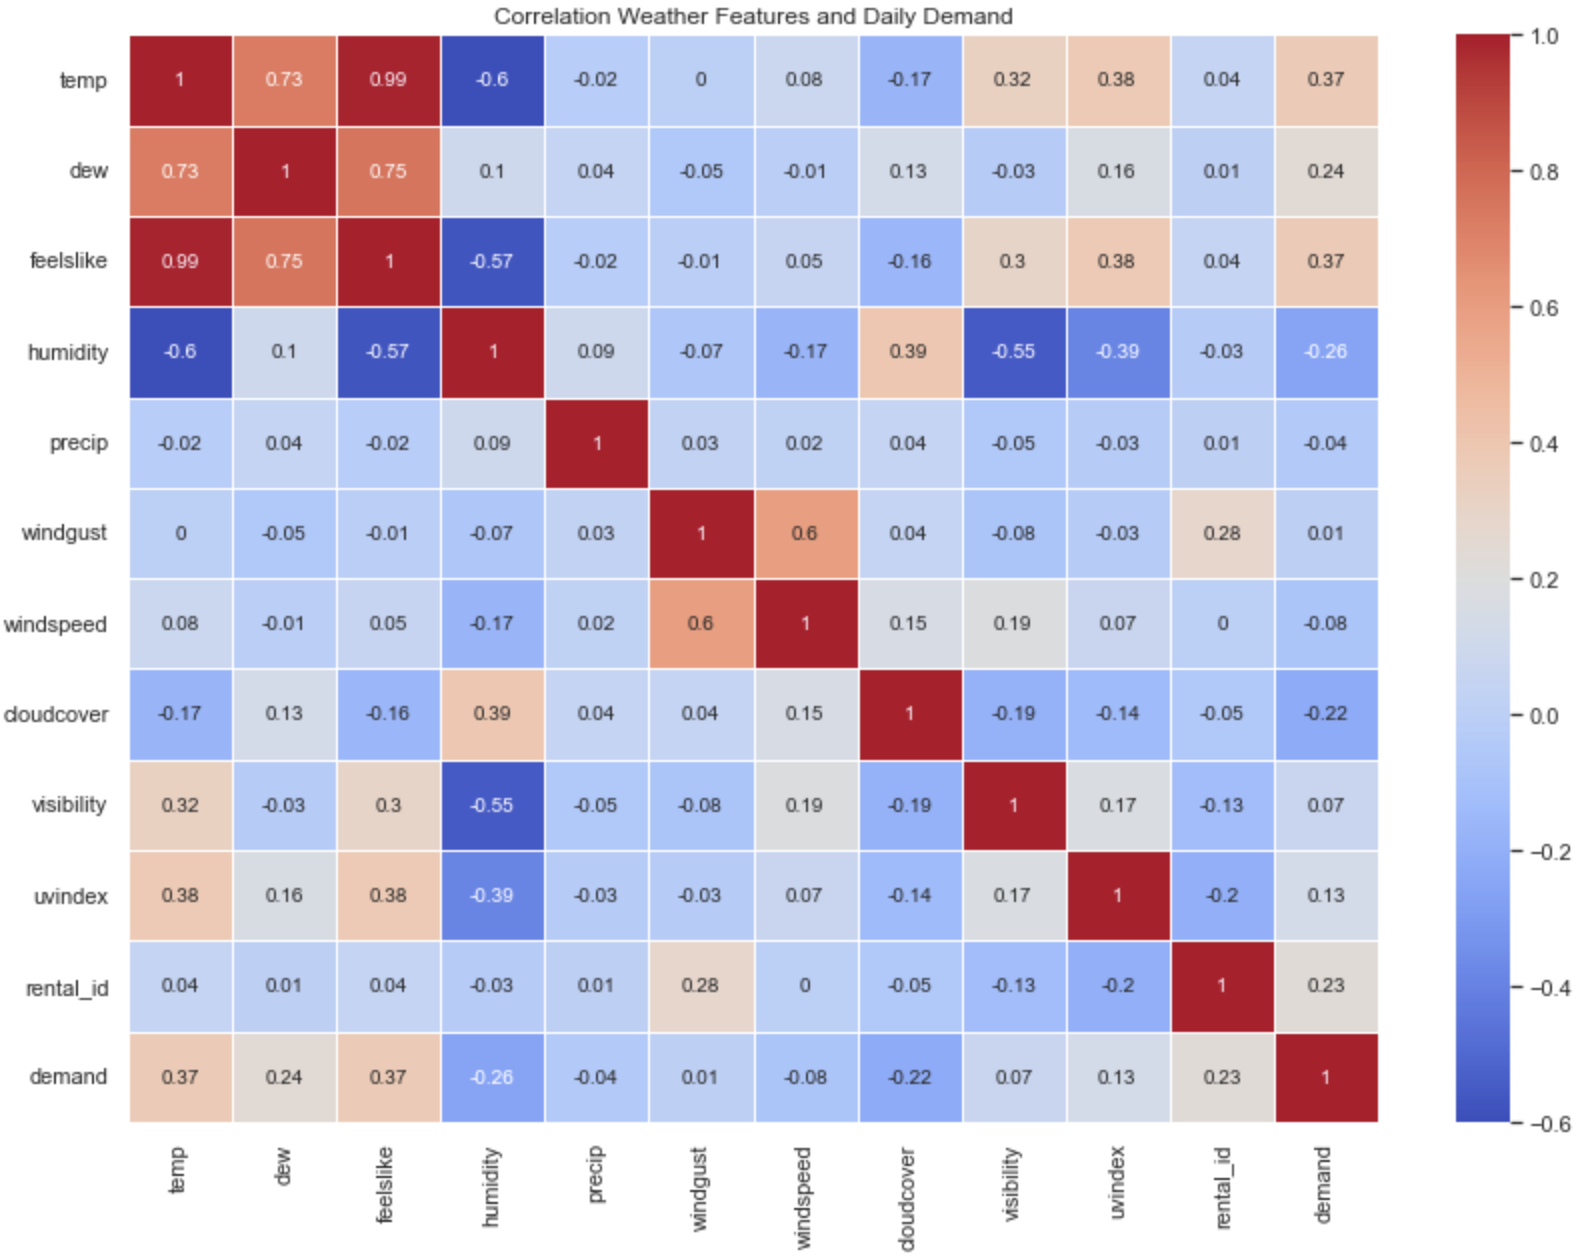 Correlation Weather Features and Daily Demand
temp 1 0.73 0.99 -0.6 -0.02 0 0.08 -0.17 0.32 0.38 0.04 0.37
dew 0.73 1 0.75 0.1 0.04 -0.05 -0.01 0.13 -0.03 0.16 0.01 0.24
feelslike 0.99 0.75 1 -0.57 -0.02 -0.01 0.05 -0.16 0.3 0.38 0.04 0.37
humidity -0.6 0.1 -0.57 1 0.09 -0.07 -0.17 0.39 -0.55 -0.39 -0.03 -0.26
precip -0.02 0.04 -0.02 0.09 1 0.03 0.02 0.04 -0.05 -0.03 0.01 -0.04
windgust 0 -0.05 -0.01 -0.07 0.03 1 0.6 0.04 -0.08 -0.03 0.28 0.01
windspeed 0.08 -0.01 0.05 -0.17 0.02 0.6 1 0.15 0.19 0.07 0 -0.08
cloudcover -0.17 0.13 -0.16 0.39 0.04 0.04 0.15 1 -0.19 -0.14 -0.05 -0.22
visibility 0.32 -0.03 0.3 -0.55 -0.05 -0.08 0.19 -0.19 1 0.17 -0.13 0.07
uvindex 0.38 0.16 0.38 -0.39 -0.03 -0.03 0.07 -0.14 0.17 1 -0.2 0.13
rental_id 0.04 0.01 0.04 -0.03 0.01 0.28 0 -0.05 -0.13 -0.2 1 0.23
demand 0.37 0.24 0.37 -0.26 -0.04 0.01 -0.08 -0.22 0.07 0.13 0.23 1
temp dew feelslike humidity precip windgust windspeed cloudcover visibility uvindex rental_id demand
1.0
0.8
0.6
0.4
0.2
0.0
−0.2
−0.4
−0.6